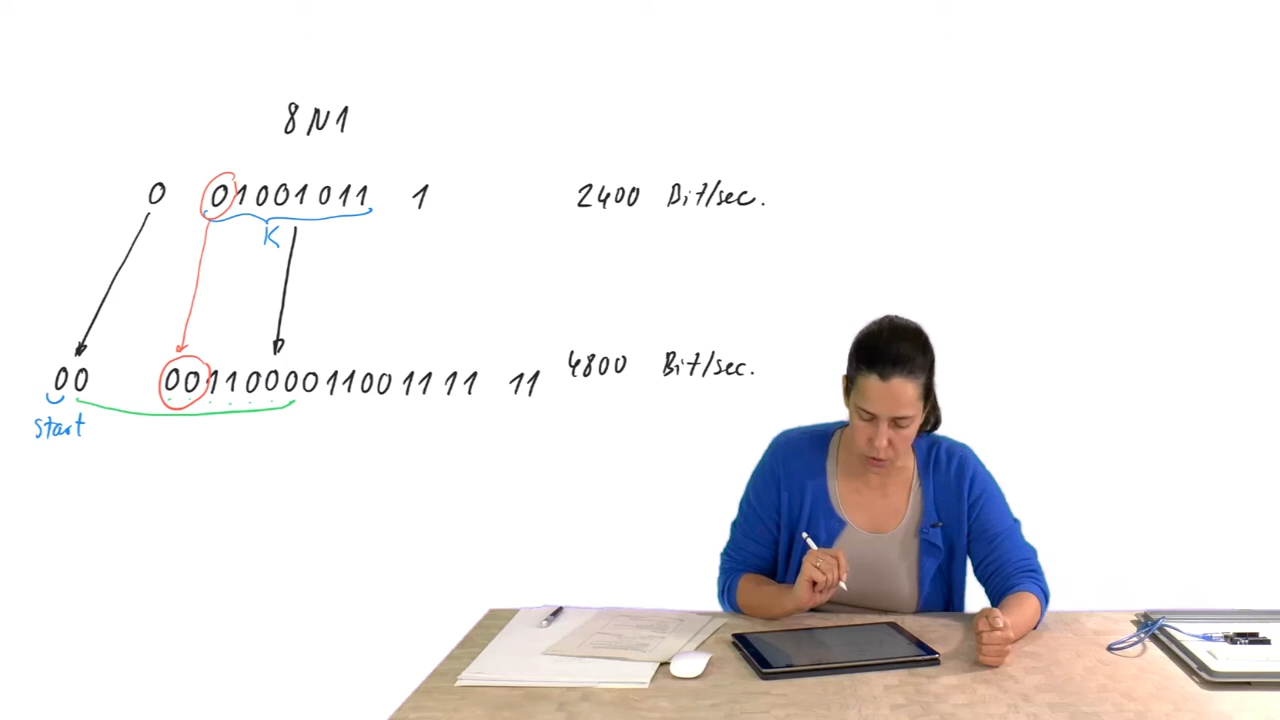 8N1
0 01001011 1 2400 Bit/sec.
K
00 0011000011001111 11 4800 Bit/sec.
start